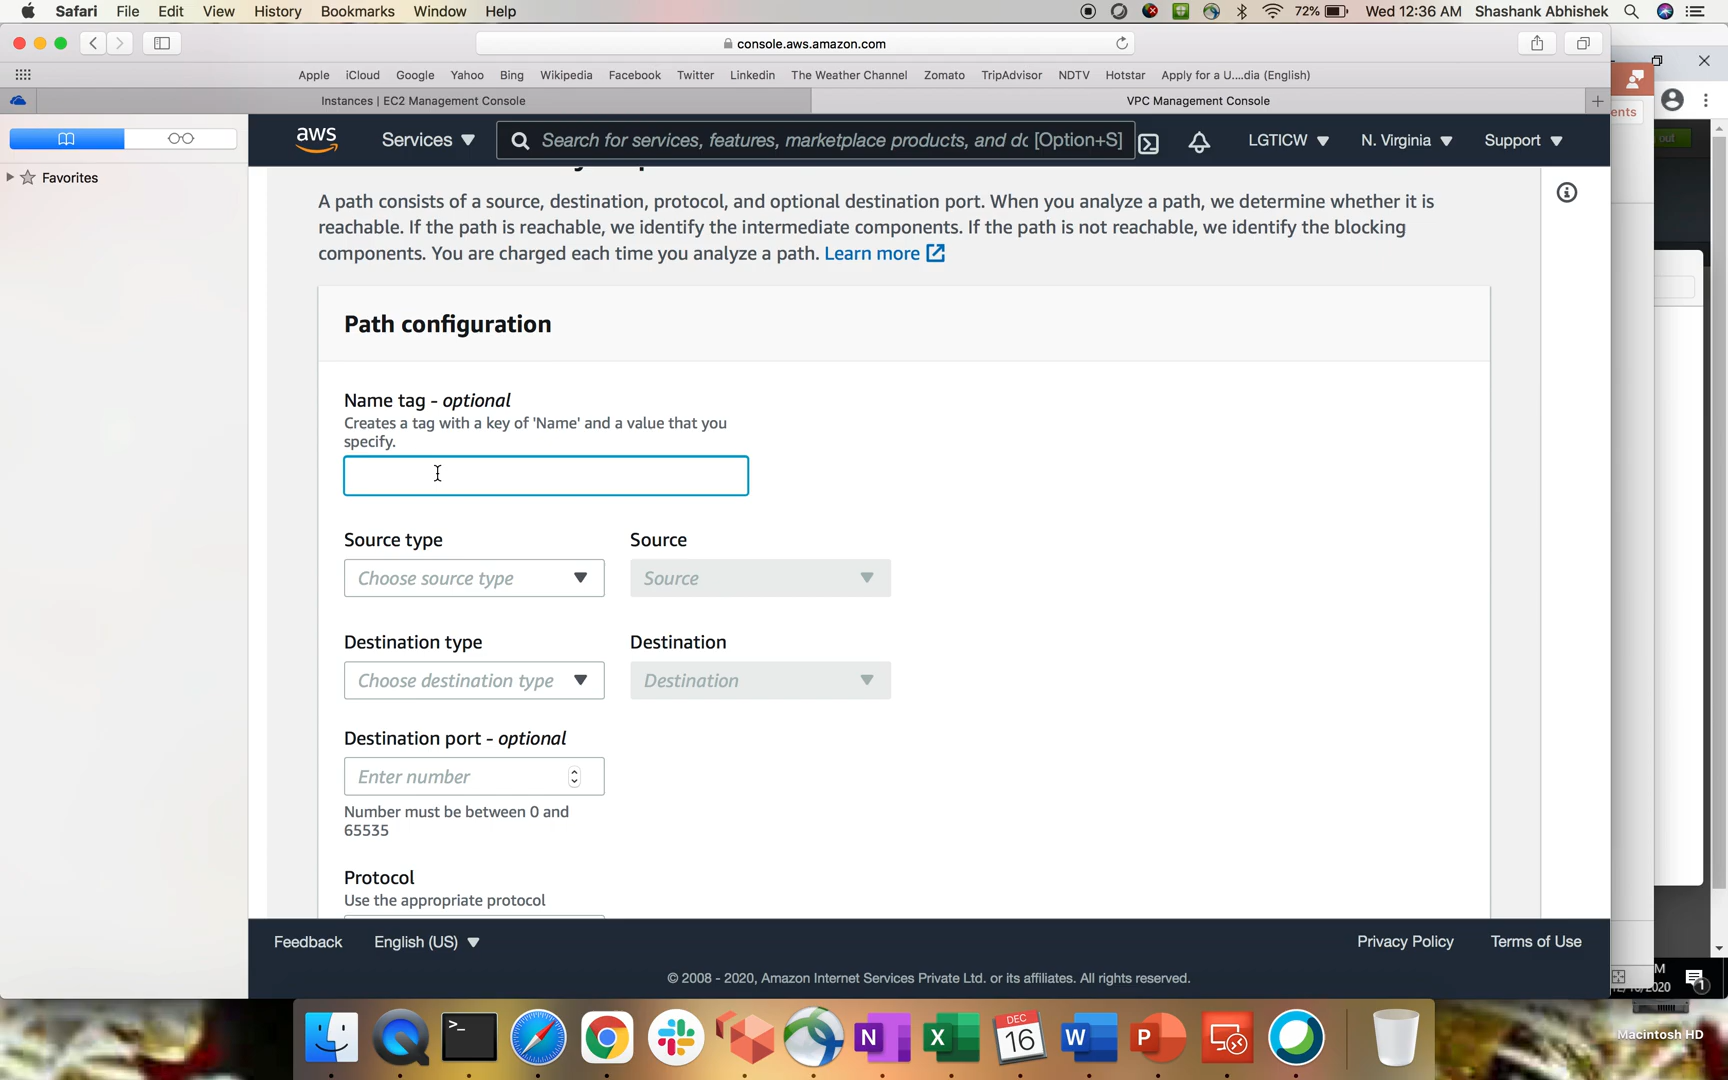 Safari File Edit View History Bookmarks Window Help 72% Wed 12:36 AM Shashank Abhishek
console.aws.amazon.com
Apple iCloud Google Yahoo Bing Wikipedia Facebook Twitter Linkedin The Weather Channel Zomato TripAdvisor NDTV Hotstar Apply for a U....dia (English)
Instances | EC2 Management Console VPC Management Console
ents
out
aws Services Search for services, features, marketplace products, and dc [Option+S] LGTICW N. Virginia Support
Favorites
A path consists of a source, destination, protocol, and optional destination port. When you analyze a path, we determine whether it is
reachable. If the path is reachable, we identify the intermediate components. If the path is not reachable, we identify the blocking
components. You are charged each time you analyze a path. Learn more
Path configuration
Name tag - optional
Creates a tag with a key of 'Name' and a value that you
specify.
Source type Source
Choose source type Source
Destination type Destination
Choose destination type Destination
Destination port - optional
Enter number
Number must be between 0 and
65535
Protocol
Use the appropriate protocol
Feedback English (US) Privacy Policy Terms of Use
© 2008 - 2020, Amazon Internet Services Private Ltd. or its affiliates. All rights reserved.
M
2020
1
>_ N X DEC 16 W P
Macintosh HD